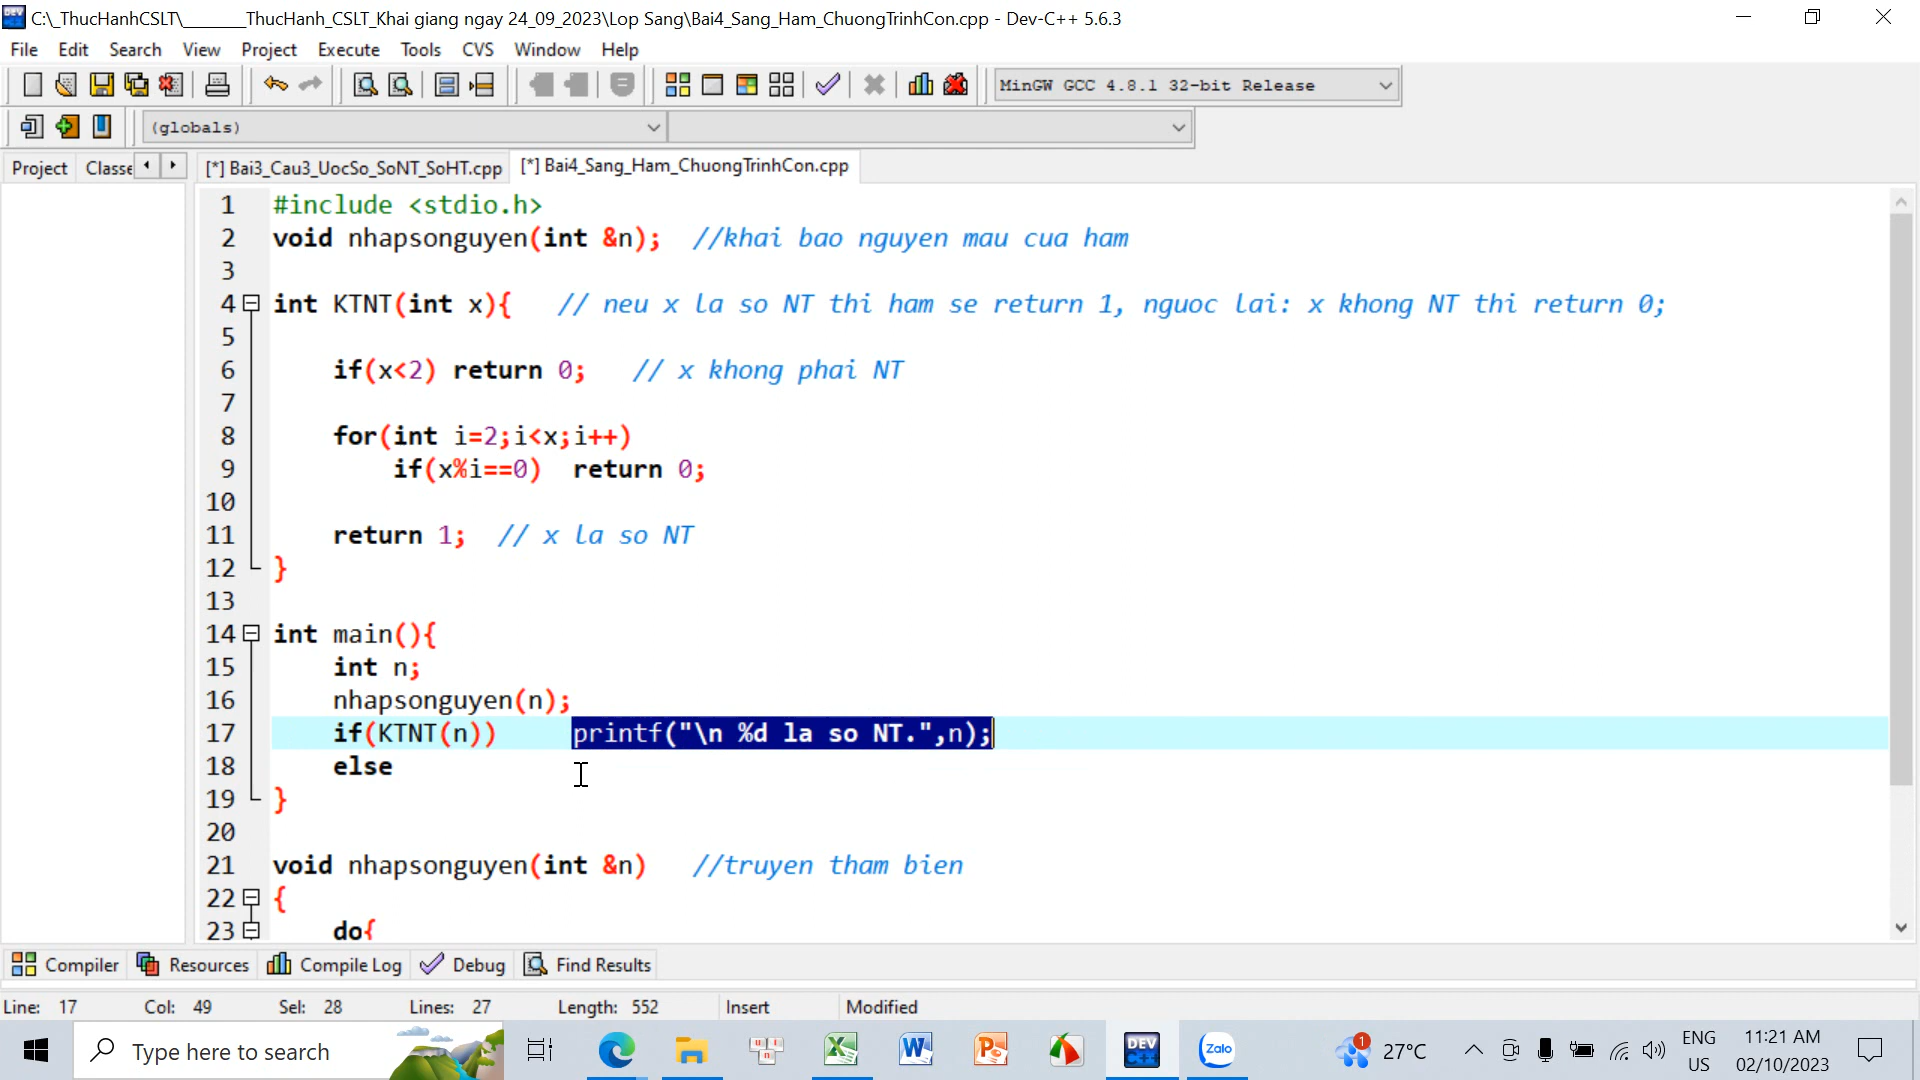 C:\_ThucHanhCSLT\________ThucHanh_CSLT_Khai giang ngay 24_09_2023\Lop Sang\Bai4_Sang_Ham_ChuongTrinhCon.cpp - Dev-C++ 5.6.3
File Edit Search View Project Execute Tools CVS Window Help
MinGW GCC 4.8.1 32-bit Release
(globals)
Project Classe [*] Bai3_Cau3_UocSo_SoNT_SoHT.cpp [*] Bai4_Sang_Ham_ChuongTrinhCon.cpp
1 #include <stdio.h>
2 void nhapsonguyen(int &n); //khai bao nguyen mau cua ham
3
4 int KTNT(int x){ // neu x la so NT thi ham se return 1, nguoc lai: x khong NT thi return 0;
5
6 if(x<2) return 0; // x khong phai NT
7
8 for(int i=2;i<x;i++)
9 if(x%i==0) return 0;
10
11 return 1; // x la so NT
12 }
13
14 int main(){
15 int n;
16 nhapsonguyen(n);
17 if(KTNT(n)) printf("\n %d la so NT.",n);
18 else
19 }
20
21 void nhapsonguyen(int &n) //truyen tham bien
22 {
23 do{
Compiler Resources Compile Log Debug Find Results
Line: 17 Col: 49 Sel: 28 Lines: 27 Length: 552 Insert Modified
Type here to search DEV C++ Zalo 1 27°C ENG 11:21 AM
US 02/10/2023